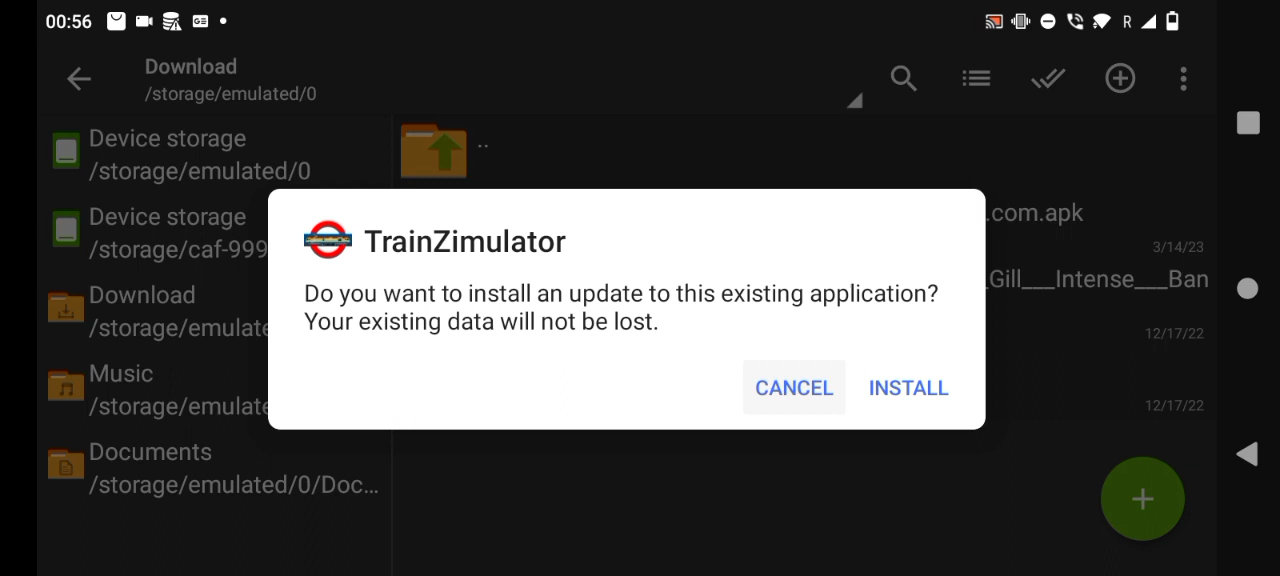 00:56
R
Download
/storage/emulated/0
Device storage
/storage/emulated/0
..
Device storage
/storage/caf-999
.com.apk
3/14/23
TrainZimulator
Do you want to install an update to this existing application?
Your existing data will not be lost.
CANCEL
INSTALL
Download
/storage/emulate
_Gill___Intense___Ban
12/17/22
Music
/storage/emulate
12/17/22
Documents
/storage/emulated/0/Doc...